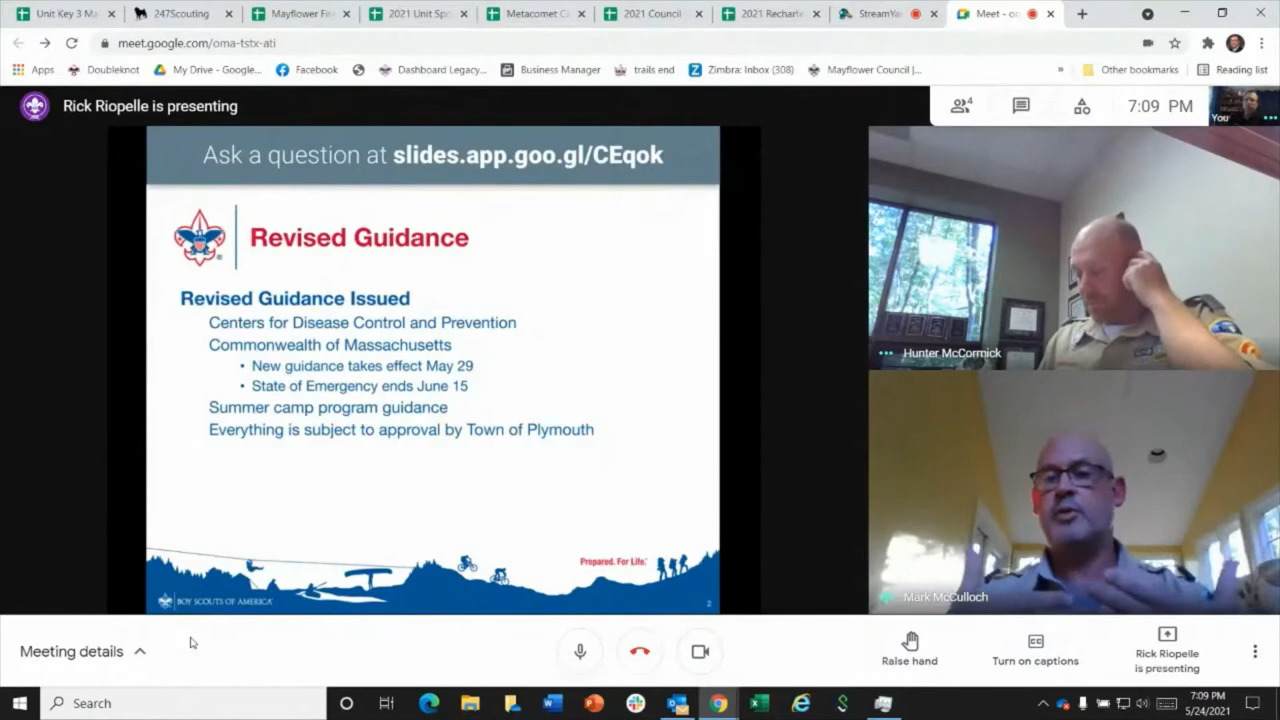 Unit Key 3 Ma
247Scouting
Mayflower Fir
2021 Unit Spo
Metacomet Ca
2021 Council
2021 Recharte
StreamYar
Meet - om
meet.google.com/oma-tstx-ati
Apps
Doubleknot
My Drive - Google...
Facebook
Dashboard Legacy...
Business Manager
trails end
Zimbra: Inbox (308)
Mayflower Council |...
»
Other bookmarks
Reading list
Rick Riopelle is presenting
4
7:09 PM
You
Ask a question at slides.app.goo.gl/CEqok
Revised Guidance
Revised Guidance Issued
Centers for Disease Control and Prevention
Commonwealth of Massachusetts
• New guidance takes effect May 29
• State of Emergency ends June 15
Summer camp program guidance
Everything is subject to approval by Town of Plymouth
Prepared. For Life.™
BOY SCOUTS OF AMERICA
2
Hunter McCormick
Mark McCulloch
Meeting details
Raise hand
Turn on captions
Rick Riopelle
is presenting
Search
7:09 PM
5/24/2021